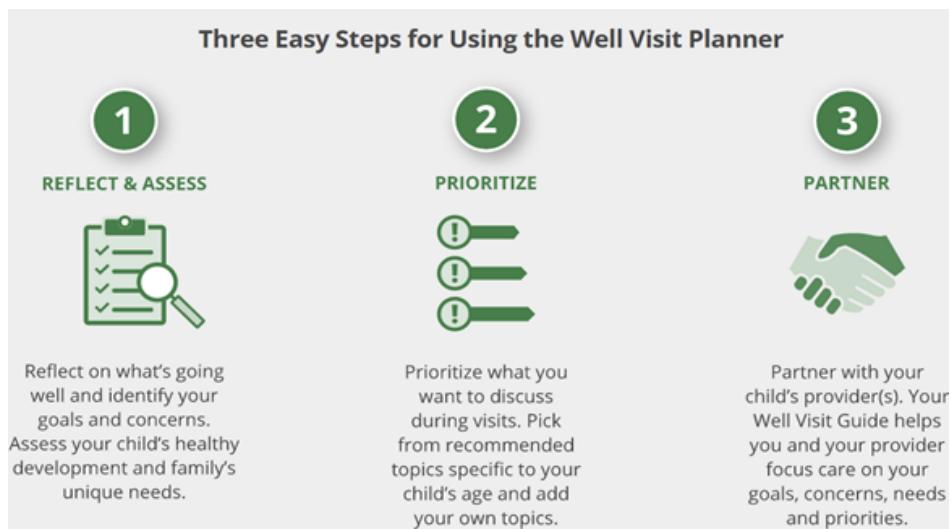 Three Easy Steps for Using the Well Visit Planner
1
REFLECT & ASSESS
Reflect on what's going
well and identify your
goals and concerns.
Assess your child's healthy
development and family's
unique needs.
2
PRIORITIZE
! 
!
!
Prioritize what you
want to discuss
during visits. Pick
from recommended
topics specific to your
child's age and add
your own topics.
3
PARTNER
Partner with your
child's provider(s). Your
Well Visit Guide helps
you and your provider
focus care on your
goals, concerns, needs
and priorities.